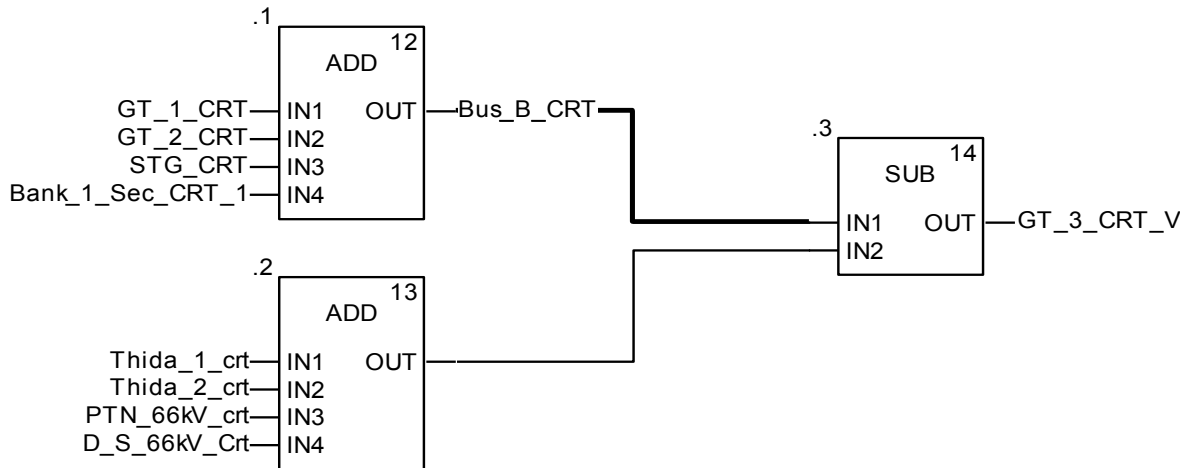 .1
12
ADD
GT_1_CRT IN1 OUT Bus_B_CRT
GT_2_CRT IN2
STG_CRT IN3
Bank_1_Sec_CRT_1 IN4
.3
14
SUB
IN1 OUT GT_3_CRT_V
IN2
.2
13
ADD
Thida_1_crt IN1 OUT
Thida_2_crt IN2
PTN_66kV_crt IN3
D_S_66kV_Crt IN4